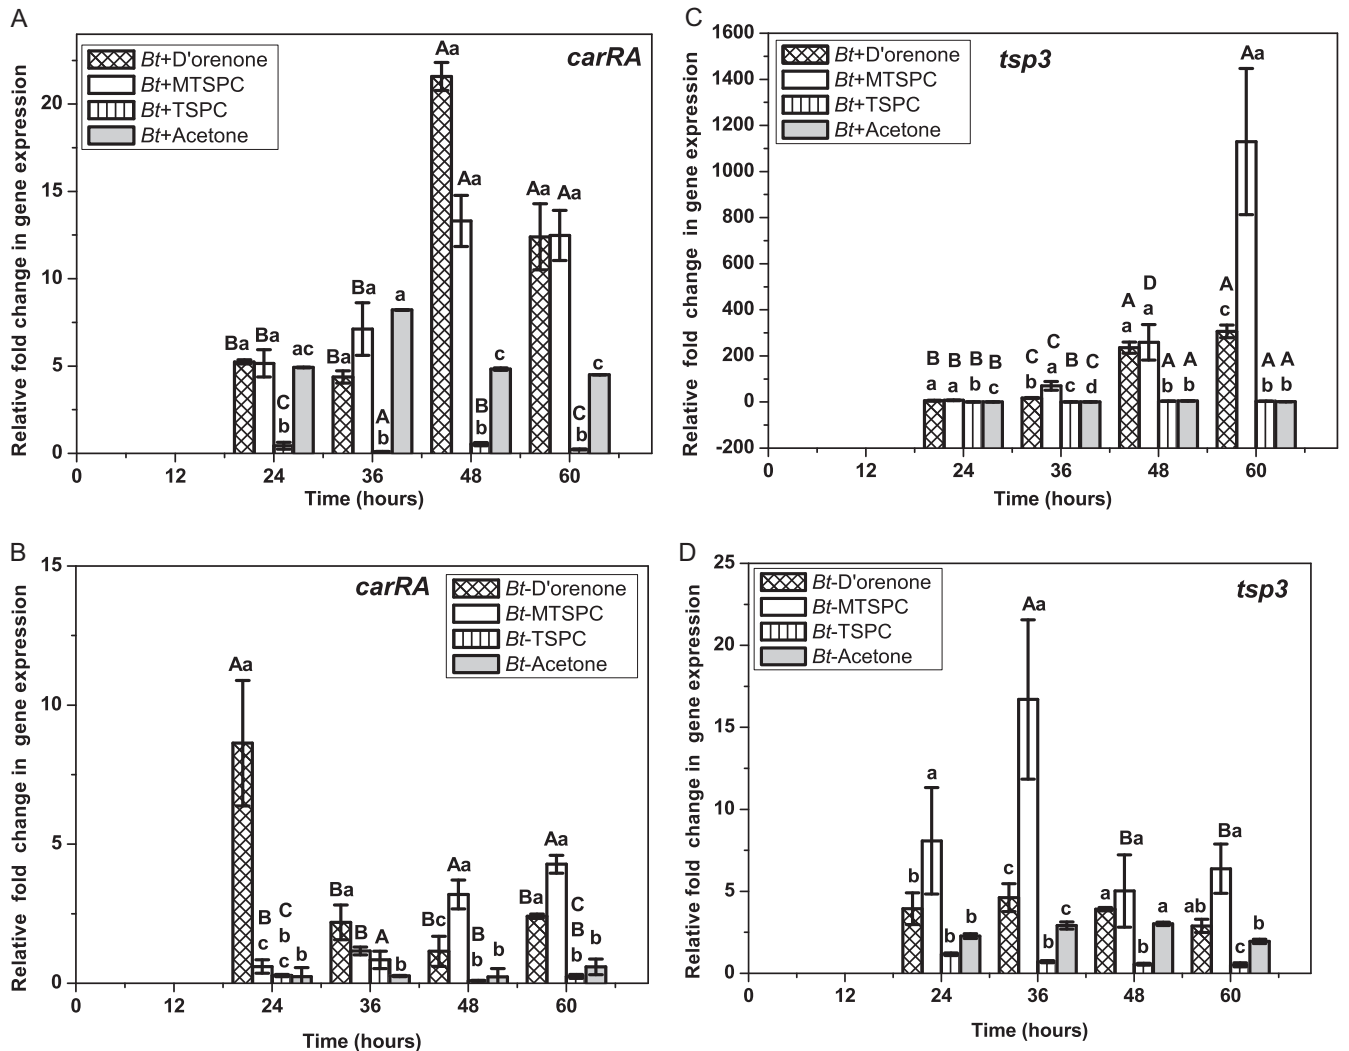 A
Relative fold change in gene expression
Bt+D'orenone
Bt+MTSPC
Bt+TSPC
Bt+Acetone
carRA
20
15
10
5
0
Ba
Ba
C
b
ac
Ba
Ba
A
b
a
Aa
Aa
B
b
c
Aa
Aa
C
b
c
0 12 24 36 48 60
Time (hours)
C
Relative fold change in gene expression
Bt+D'orenone
Bt+MTSPC
Bt+TSPC
Bt+Acetone
tsp3
1600
1400
1200
1000
800
600
400
200
0
-200
B B B B
a a b c
C C B C
b a c d
A D A A
a a b b
A Aa A A
c b b
0 12 24 36 48 60
Time (hours)
B
Relative fold change in gene expression
carRA
Bt-D'orenone
Bt-MTSPC
Bt-TSPC
Bt-Acetone
15
10
5
0
Aa
B
c
C
b
c
b
Ba
B
A
b
Bc
Aa
B
b
b
Ba
Aa
C
B
b
b
0 12 24 36 48 60
Time (hours)
D
Relative fold change in gene expression
Bt-D'orenone
Bt-MTSPC
Bt-TSPC
Bt-Acetone
tsp3
25
20
15
10
5
0
b
a
b
b
c
Aa
b
c
a
Ba
b
a
ab
Ba
c
b
0 12 24 36 48 60
Time (hours)